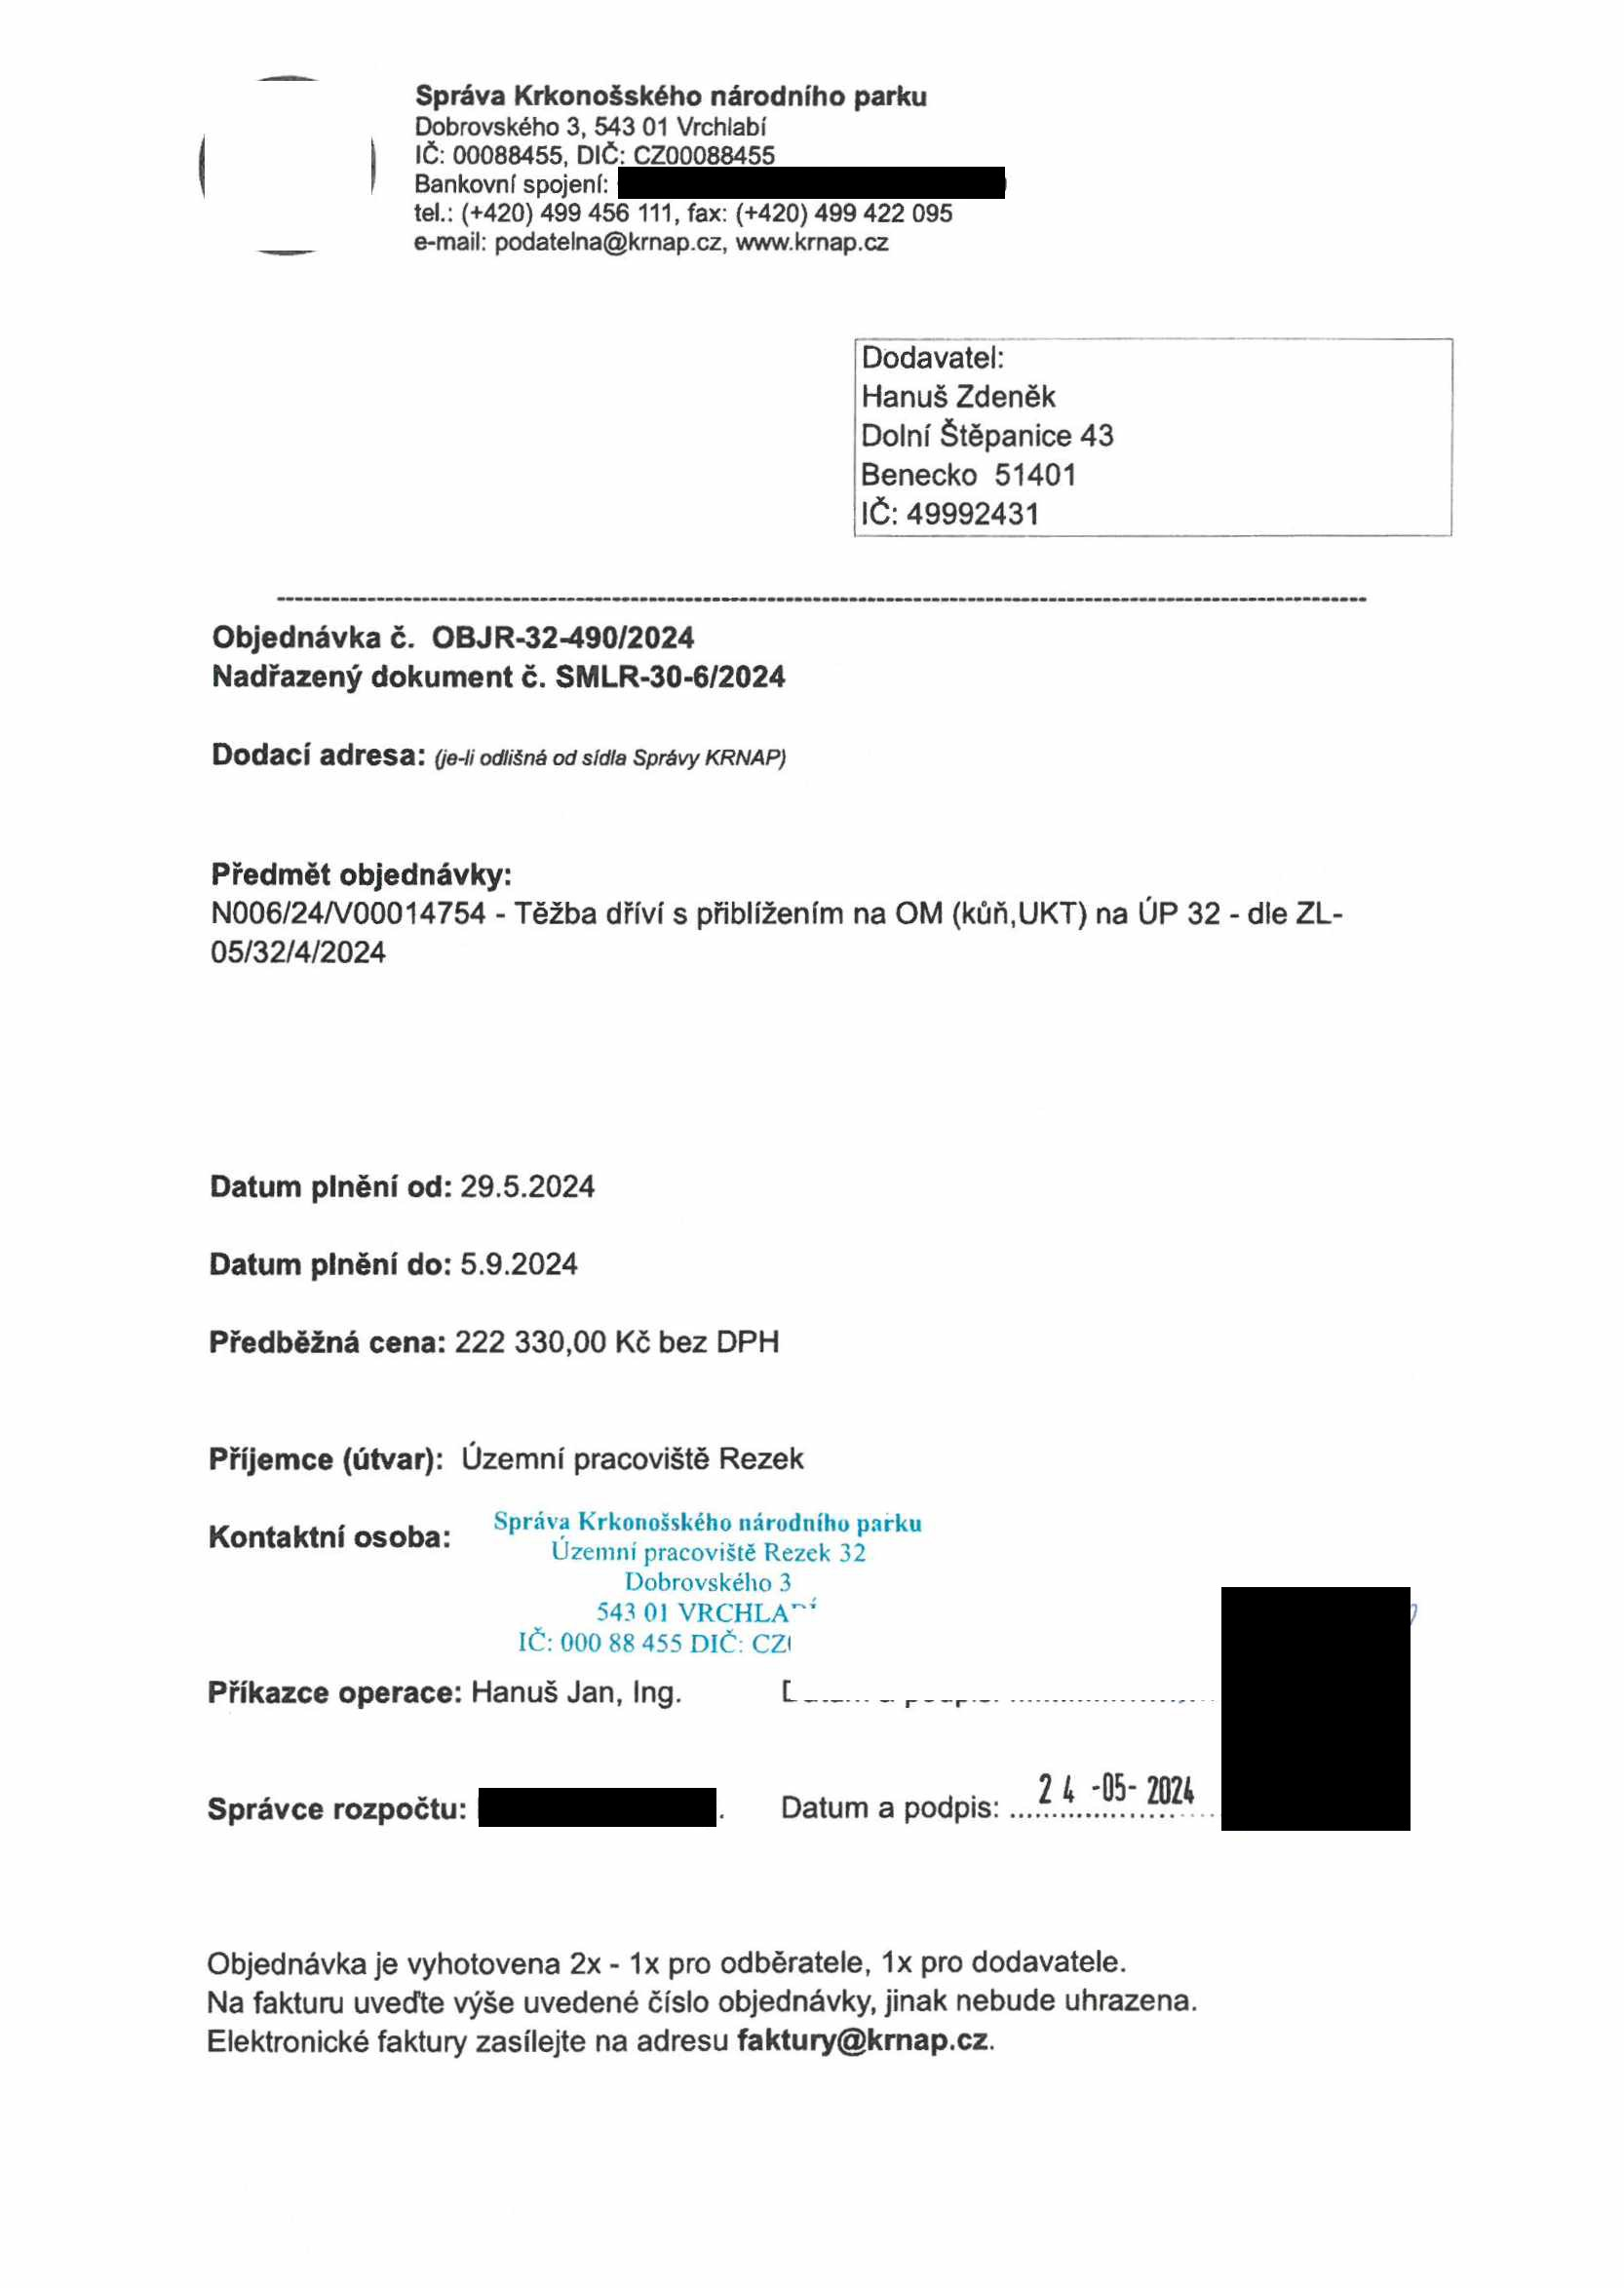 Správa Krkonošského národního parku
Dobrovského 3, 543 01 Vrchlabí
IČ: 00088455, DIČ: CZ00088455
Bankovní spojení:
tel.: (+420) 499 456 111, fax: (+420) 499 422 095
e-mail: podatelna@krnap.cz, www.krnap.cz
Dodavatel:
Hanuš Zdeněk
Dolní Štěpanice 43
Benecko 51401
IČ: 49992431
Objednávka č. OBJR-32-490/2024
Nadřazený dokument č. SMLR-30-6/2024
Dodací adresa: (je-li odlišná od sídla Správy KRNAP)
Předmět objednávky:
N006/24/V00014754 - Těžba dříví s přiblížením na OM (kůň,UKT) na ÚP 32 - dle ZL-
05/32/4/2024
Datum plnění od: 29.5.2024
Datum plnění do: 5.9.2024
Předběžná cena: 222 330,00 Kč bez DPH
Příjemce (útvar): Územní pracoviště Rezek
Kontaktní osoba:
Správa Krkonošského národního parku
Územní pracoviště Rezek 32
Dobrovského 3
543 01
IČ: 000 88 455 DIČ:
Příkazce operace: Hanuš Jan, Ing.
Správce rozpočtu:
Datum a podpis: 24 -05- 2024
Objednávka je vyhotovena 2x - 1x pro odběratele, 1x pro dodavatele.
Na fakturu uveďte výše uvedené číslo objednávky, jinak nebude uhrazena.
Elektronické faktury zasílejte na adresu faktury@krnap.cz.